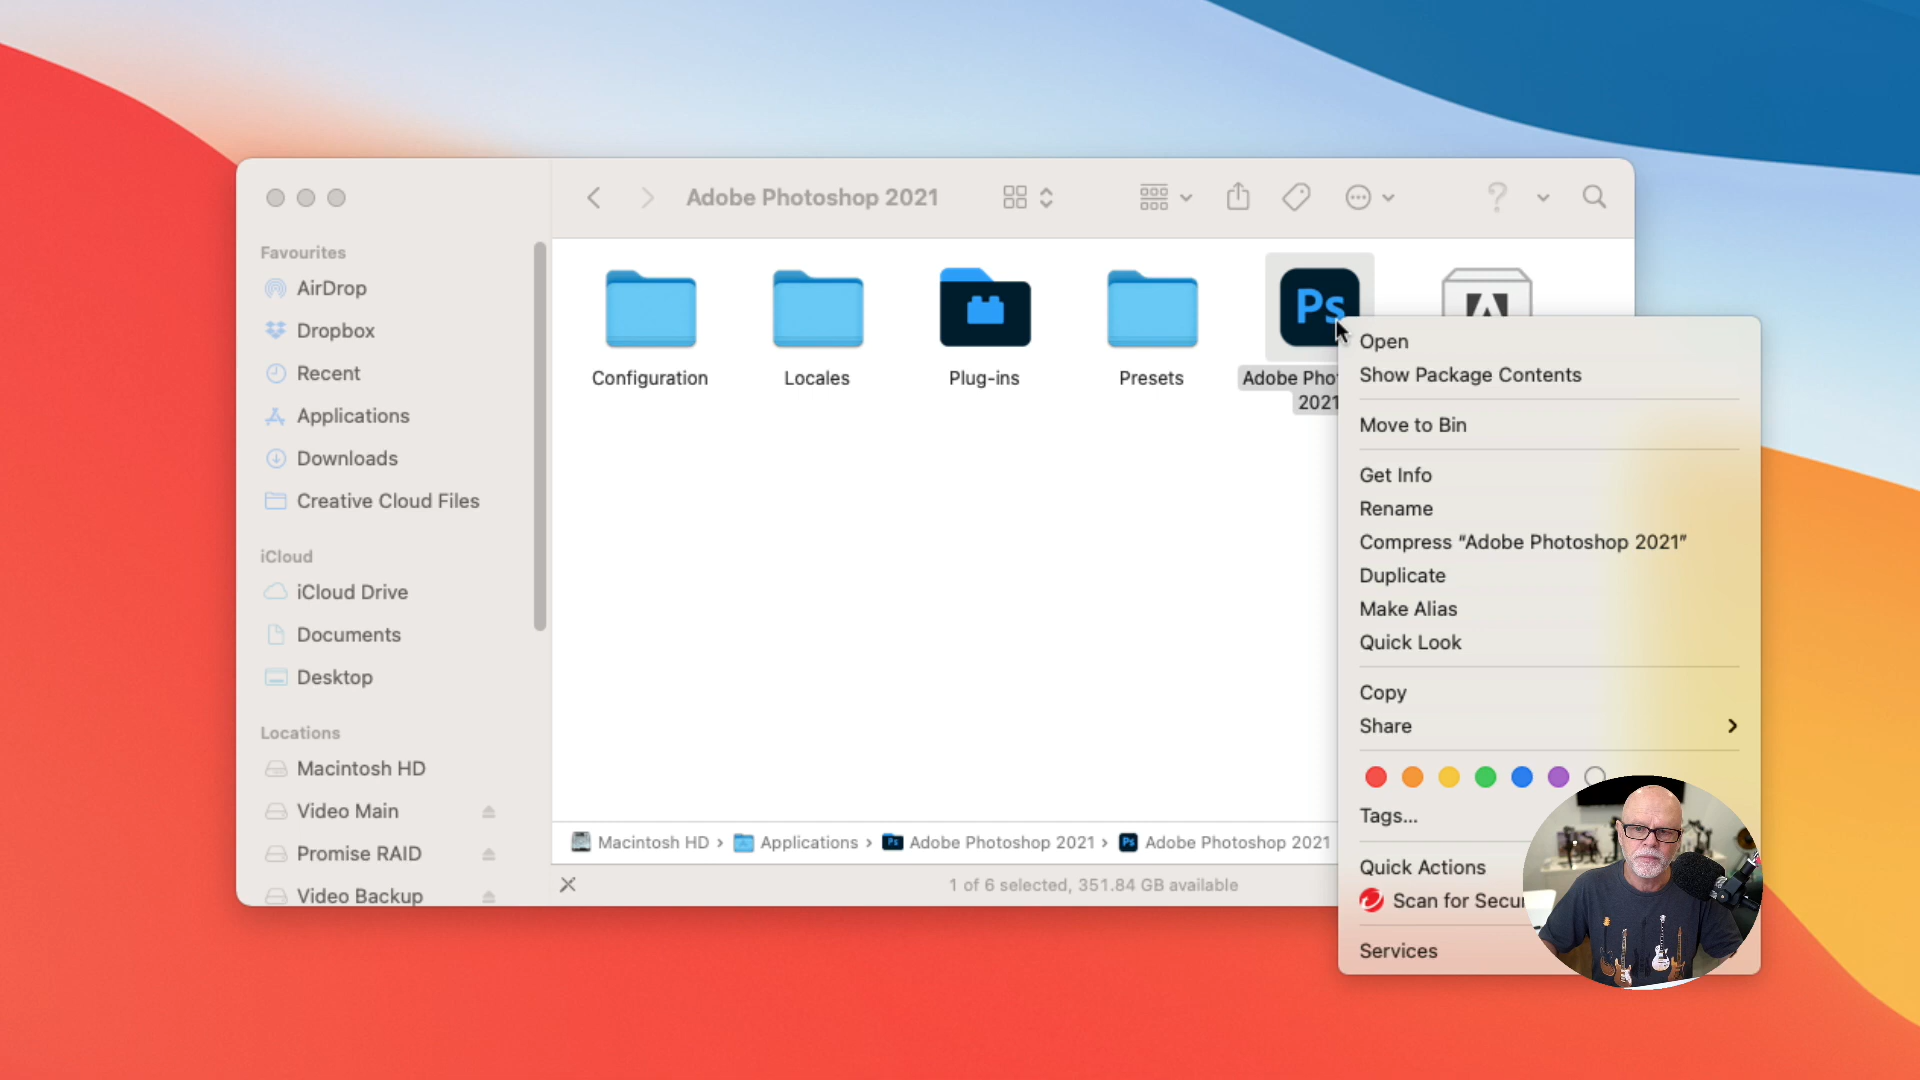 Adobe Photoshop 2021
Favourites
AirDrop
Dropbox
Recent
Applications
Downloads
Creative Cloud Files
iCloud
iCloud Drive
Documents
Desktop
Locations
Macintosh HD
Video Main
Promise RAID
Video Backup
Configuration
Locales
Plug-ins
Presets
Ps
Adobe Pho
2021
Open
Show Package Contents
Move to Bin
Get Info
Rename
Compress “Adobe Photoshop 2021”
Duplicate
Make Alias
Quick Look
Copy
Share
Tags...
Quick Actions
Scan for Secur
Services
Macintosh HD › Applications › Adobe Photoshop 2021 › Adobe Photoshop 2021
1 of 6 selected, 351.84 GB available